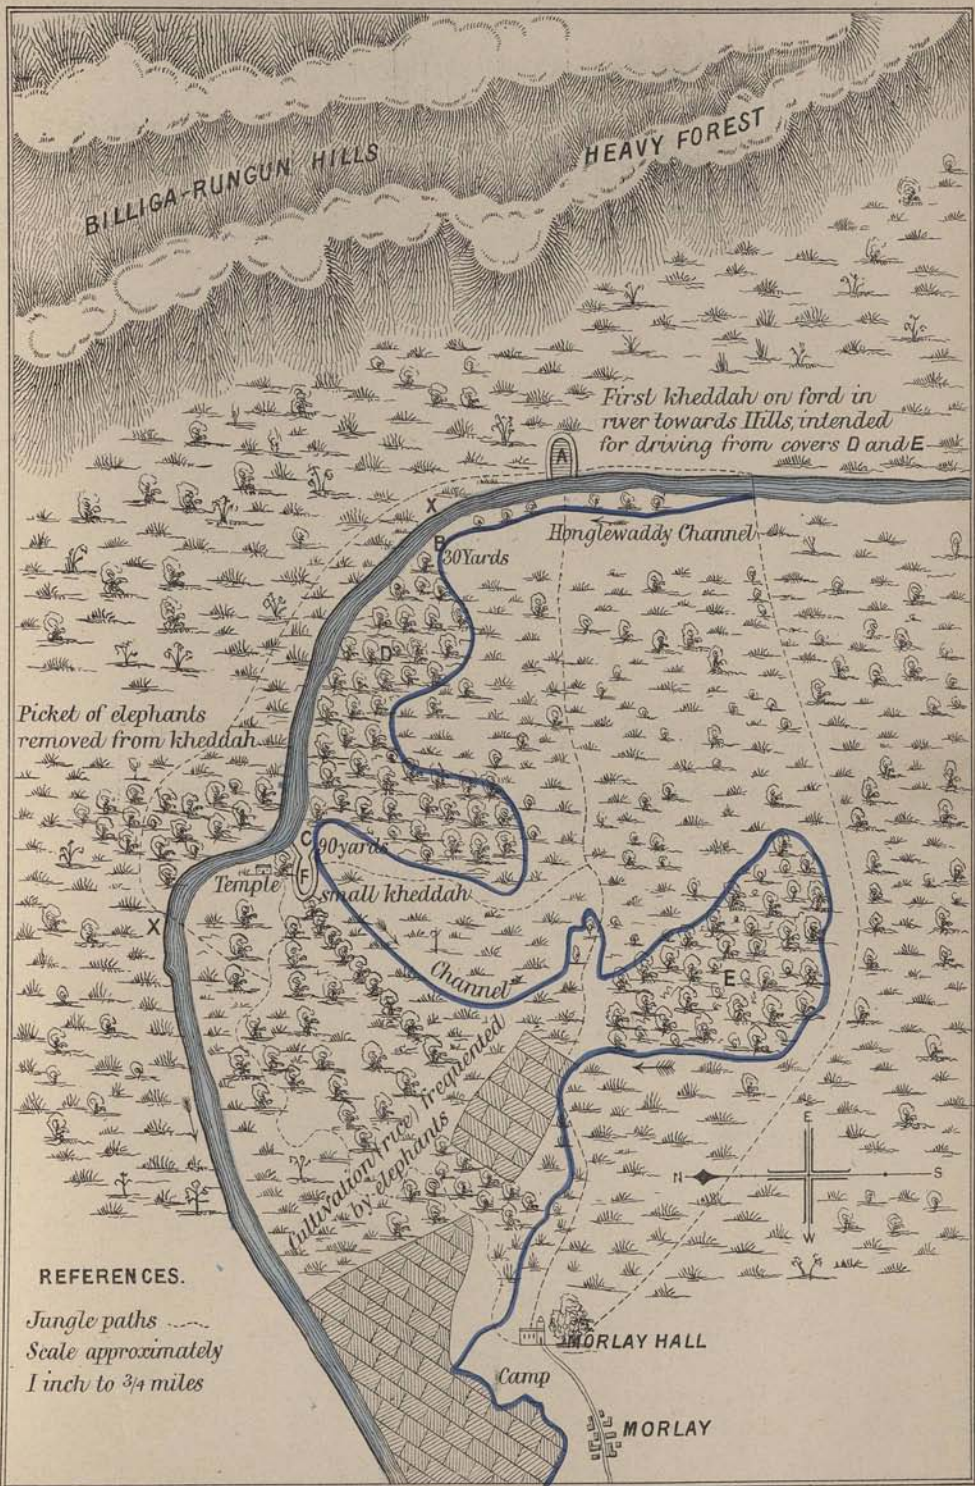 BILLIGA-RUNGUN HILLS
HEAVY FOREST
First kheddah on ford in
river towards Hills, intended
for driving from covers D and E
A
X
Honglewaddy Channel
B
30 Yards
D
Picket of elephants
removed from kheddah
C
90 yards
Temple
F
small kheddah
X
Channel
E
Cultivation (rice) frequented
by elephants
E
N
S
REFERENCES.
Jungle paths
Scale approximately
1 inch to 3/4 miles
MORLAY HALL
Camp
MORLAY